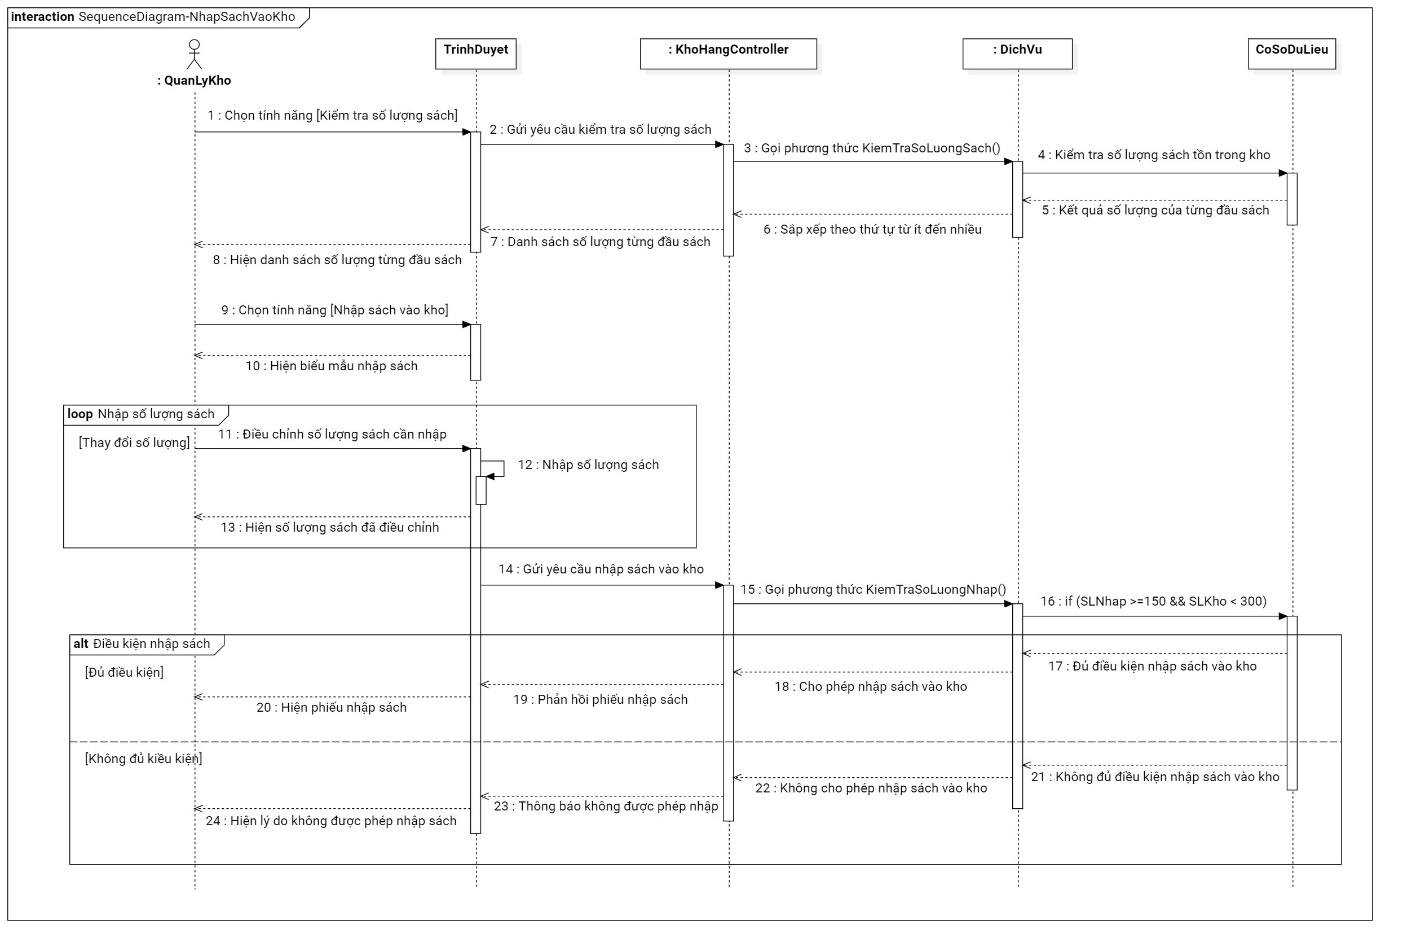 interaction SequenceDiagram-NhapSachVaoKho
: QuanLyKho
TrinhDuyet
: KhoHangController
: DichVu
CoSoDuLieu
1 : Chọn tính năng [Kiểm tra số lượng sách]
2 : Gửi yêu cầu kiểm tra số lượng sách
3 : Gọi phương thức KiemTraSoLuongSach()
4 : Kiểm tra số lượng sách tồn trong kho
5 : Kết quả số lượng của từng đầu sách
6 : Sắp xếp theo thứ tự từ ít đến nhiều
7 : Danh sách số lượng từng đầu sách
8 : Hiện danh sách số lượng từng đầu sách
9 : Chọn tính năng [Nhập sách vào kho]
10 : Hiện biểu mẫu nhập sách
loop Nhập số lượng sách
[Thay đổi số lượng]
11 : Điều chỉnh số lượng sách cần nhập
12 : Nhập số lượng sách
13 : Hiện số lượng sách đã điều chỉnh
14 : Gửi yêu cầu nhập sách vào kho
15 : Gọi phương thức KiemTraSoLuongNhap()
16 : if (SLNhap >=150 && SLKho < 300)
alt Điều kiện nhập sách
[Đủ điều kiện]
17 : Đủ điều kiện nhập sách vào kho
18 : Cho phép nhập sách vào kho
19 : Phản hồi phiếu nhập sách
20 : Hiện phiếu nhập sách
[Không đủ kiều kiện]
21 : Không đủ điều kiện nhập sách vào kho
22 : Không cho phép nhập sách vào kho
23 : Thông báo không được phép nhập
24 : Hiện lý do không được phép nhập sách